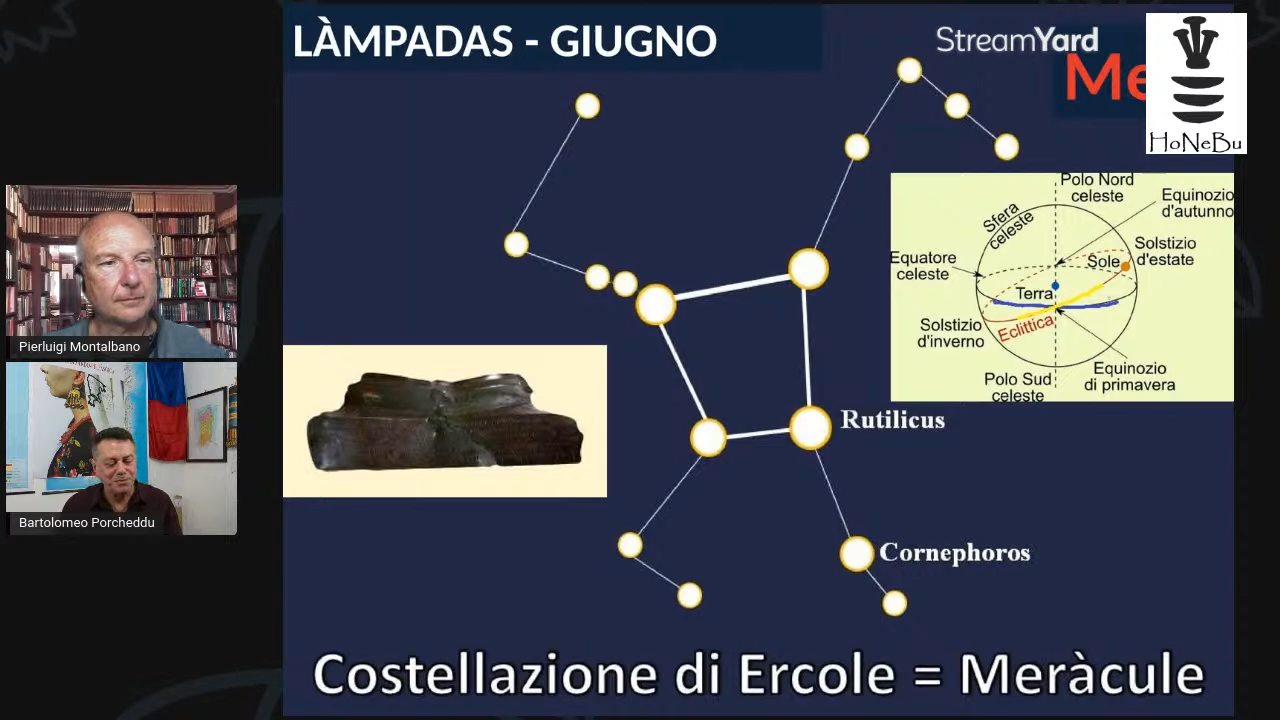 LÀMPADAS - GIUGNO
StreamYard
Me
HoNeBu
Polo Nord
celeste
Equinozio
d'autunno
Sfera
celeste
Solstizio
d'estate
Equatore
celeste
Sole
Terra
Eclittica
Solstizio
d'inverno
Equinozio
di primavera
Polo Sud
celeste
Pierluigi Montalbano
Rutilicus
Bartolomeo Porcheddu
Cornephoros
Costellazione di Ercole = Meràcule